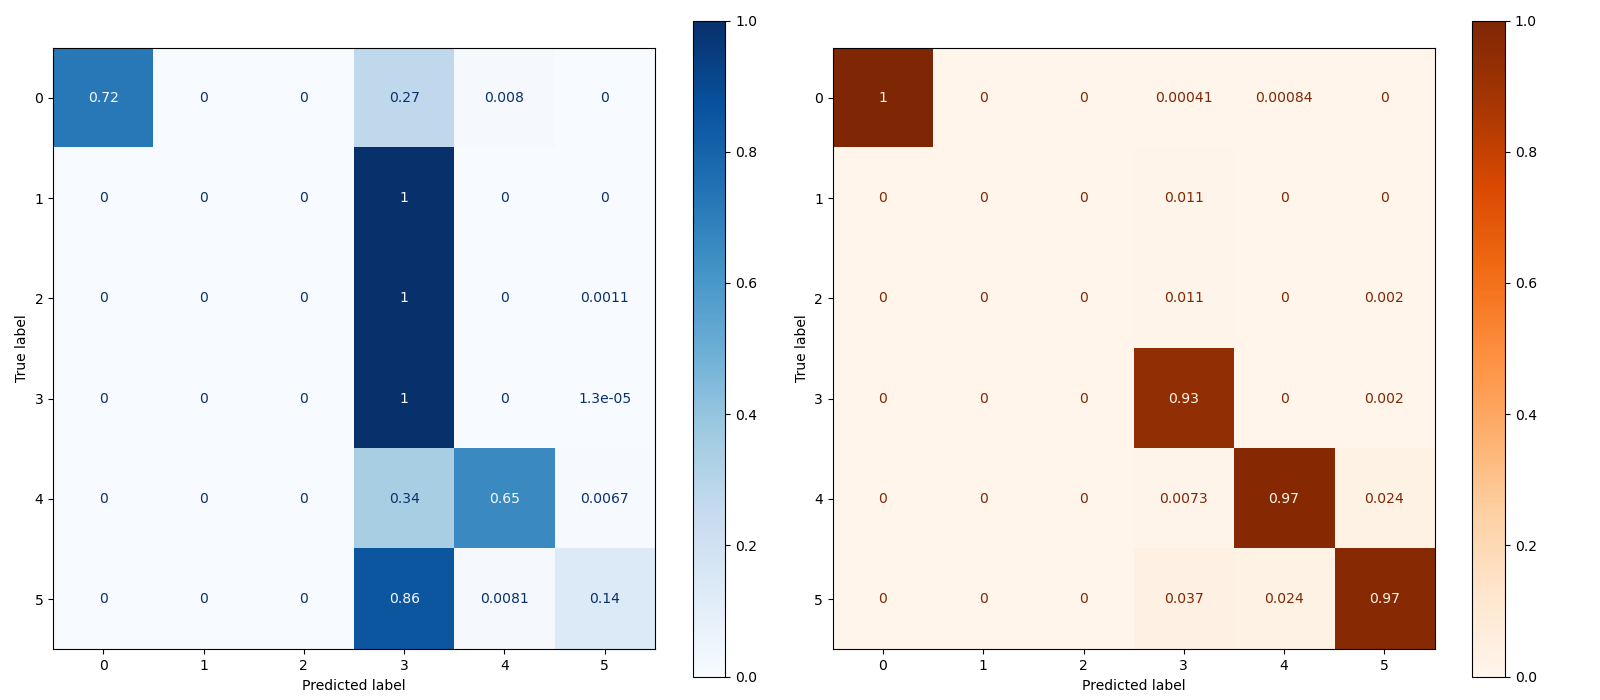 1.0
0 0.72 0 0 0.27 0.008 0
0.8
1 0 0 0 1 0 0
2 0 0 0 1 0 0.0011
0.6
True label
3 0 0 0 1 0 1.3e-05
0.4
4 0 0 0 0.34 0.65 0.0067
0.2
5 0 0 0 0.86 0.0081 0.14
0.0
0 1 2 3 4 5
Predicted label
1.0
0 1 0 0 0.00041 0.00084 0
0.8
1 0 0 0 0.011 0 0
2 0 0 0 0.011 0 0.002
0.6
True label
3 0 0 0 0.93 0 0.002
0.4
4 0 0 0 0.0073 0.97 0.024
0.2
5 0 0 0 0.037 0.024 0.97
0.0
0 1 2 3 4 5
Predicted label